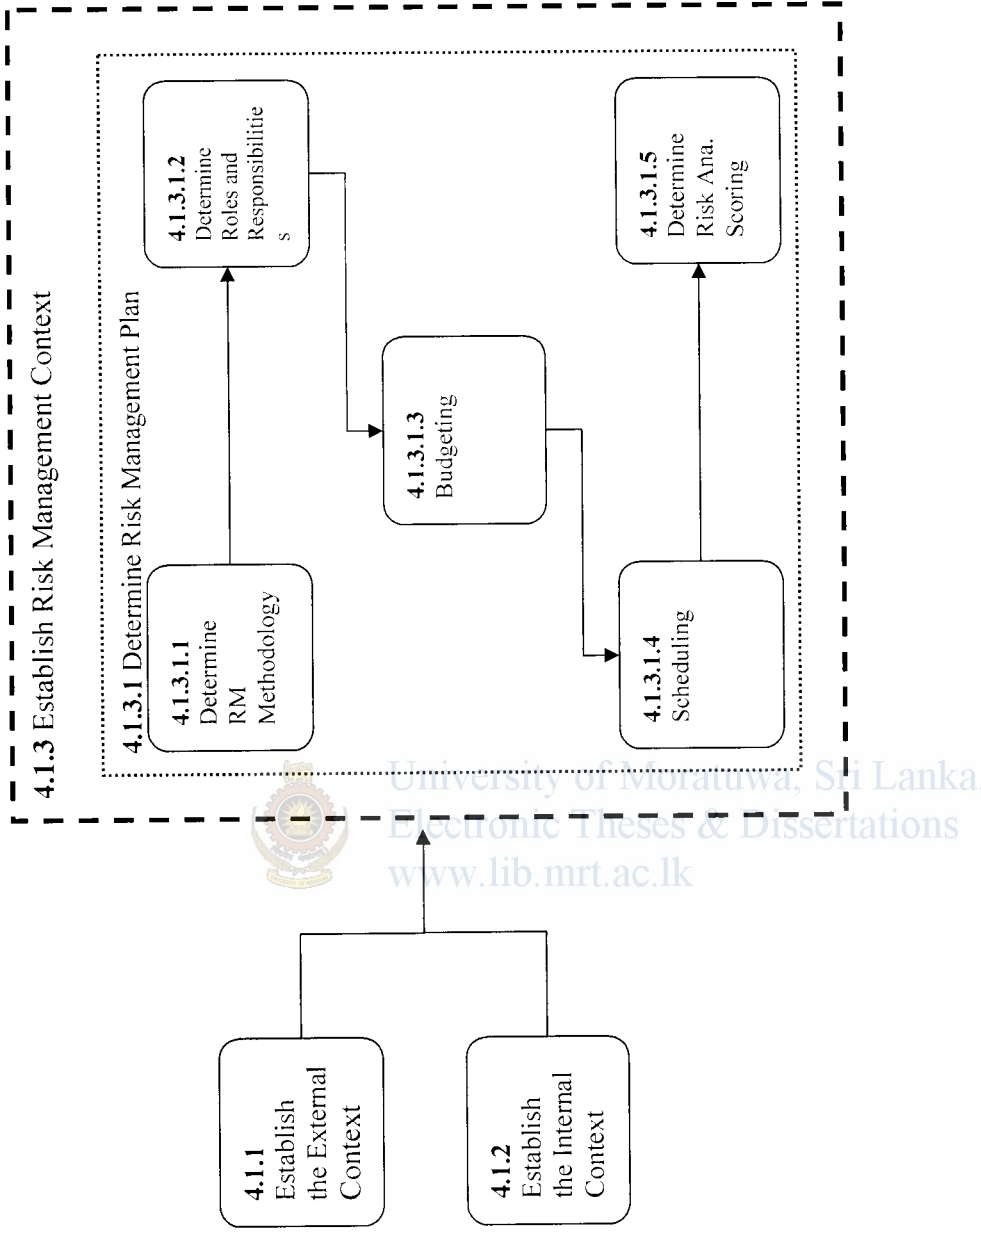 4.1.3 Establish Risk Management Context
4.1.3.1 Determine Risk Management Plan
4.1.1
Establish
the External
Context
4.1.2
Establish
the Internal
Context
4.1.3.1.1
Determine
RM
Methodology
4.1.3.1.2
Determine
Roles and
Responsibilitie
s
4.1.3.1.3
Budgeting
4.1.3.1.4
Scheduling
4.1.3.1.5
Determine
Risk Ana.
Scoring
University of Moratuwa, Sri Lanka
Electronic Theses & Dissertations
www.lib.mrt.ac.lk